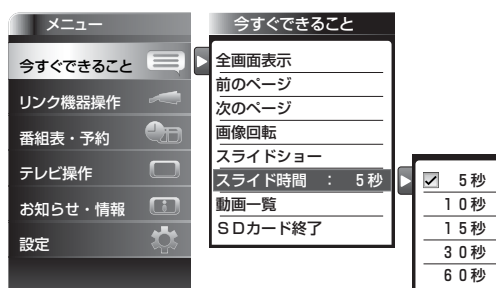 メニュー
今すぐできること
リンク機器操作
番組表・予約
テレビ操作
お知らせ・情報
設定
今すぐできること
全画面表示
前のページ
次のページ
画像回転
スライドショー
スライド時間 : 5秒
動画一覧
SDカード終了
5秒
10秒
15秒
30秒
60秒